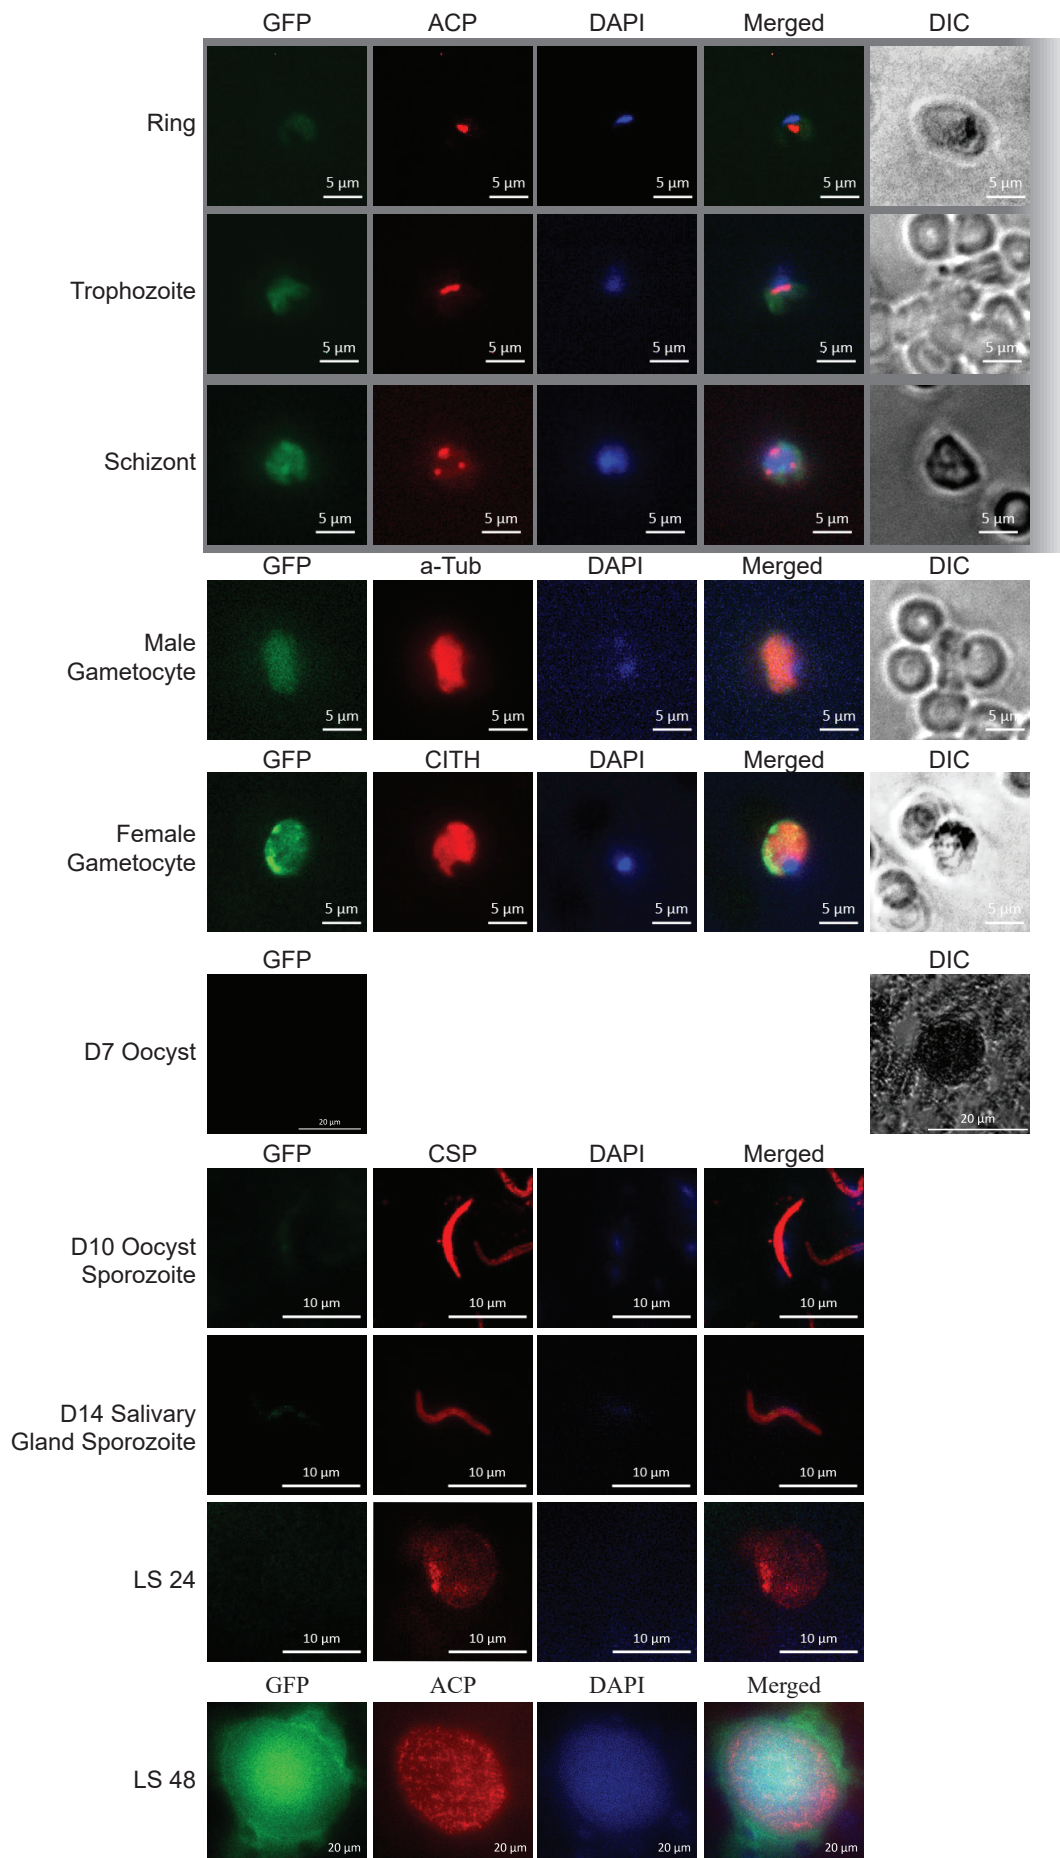 GFP ACP DAPI Merged DIC
Ring
5 µm 5 µm 5 µm 5 µm 5 µm
Trophozoite
5 µm 5 µm 5 µm 5 µm 5 µm
Schizont
5 µm 5 µm 5 µm 5 µm 5 µm
GFP a-Tub DAPI Merged DIC
Male
Gametocyte
5 µm 5 µm 5 µm 5 µm 5 µm
GFP CITH DAPI Merged DIC
Female
Gametocyte
5 µm 5 µm 5 µm 5 µm 5 µm
GFP DIC
D7 Oocyst
20 µm 20 µm
GFP CSP DAPI Merged
D10 Oocyst
Sporozoite
10 µm 10 µm 10 µm 10 µm
D14 Salivary
Gland Sporozoite
10 µm 10 µm 10 µm 10 µm
LS 24
10 µm 10 µm 10 µm 10 µm
GFP ACP DAPI Merged
LS 48
20 µm 20 µm 20 µm 20 µm